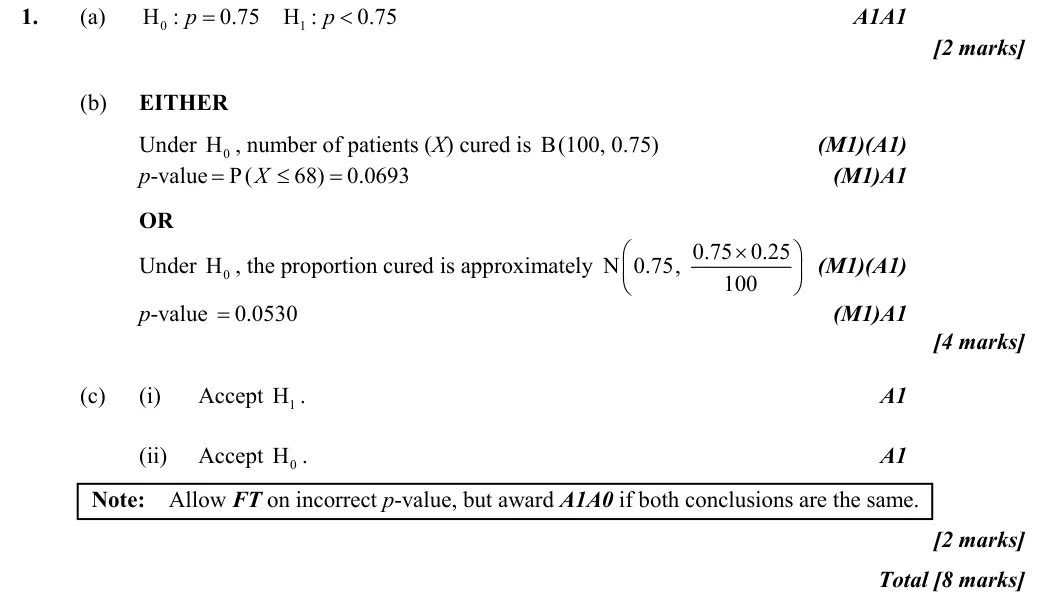 1. (a) H₀ : p = 0.75 H₁ : p < 0.75 A1A1
[2 marks]
(b) EITHER
Under H₀ , number of patients (X) cured is B(100, 0.75) (M1)(A1)
p-value = P(X ≤ 68) = 0.0693 (M1)A1
OR
Under H₀ , the proportion cured is approximately N(0.75, (0.75 × 0.25)/100) (M1)(A1)
p-value = 0.0530 (M1)A1
[4 marks]
(c) (i) Accept H₁ . A1
(ii) Accept H₀ . A1
Note: Allow FT on incorrect p-value, but award A1A0 if both conclusions are the same.
[2 marks]
Total [8 marks]